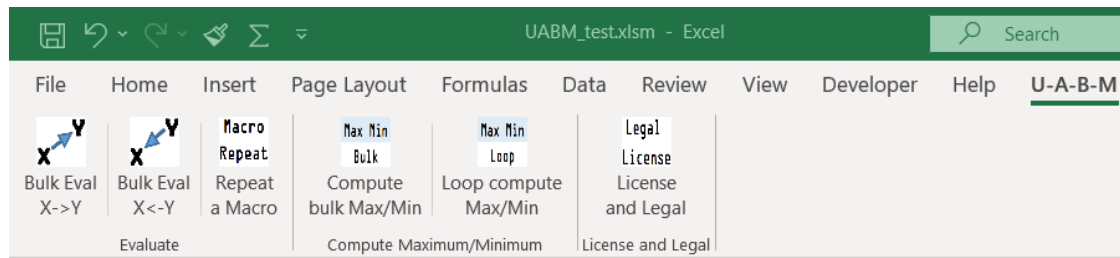 UABM_test.xlsm - Excel
Search
File Home Insert Page Layout Formulas Data Review View Developer Help U-A-B-M
X Y
X Y
Macro
Repeat
Max Min
Bulk
Max Min
Loop
Legal
License
Bulk Eval
X->Y
Bulk Eval
X<-Y
Repeat
a Macro
Compute
bulk Max/Min
Loop compute
Max/Min
License
and Legal
Evaluate
Compute Maximum/Minimum
License and Legal